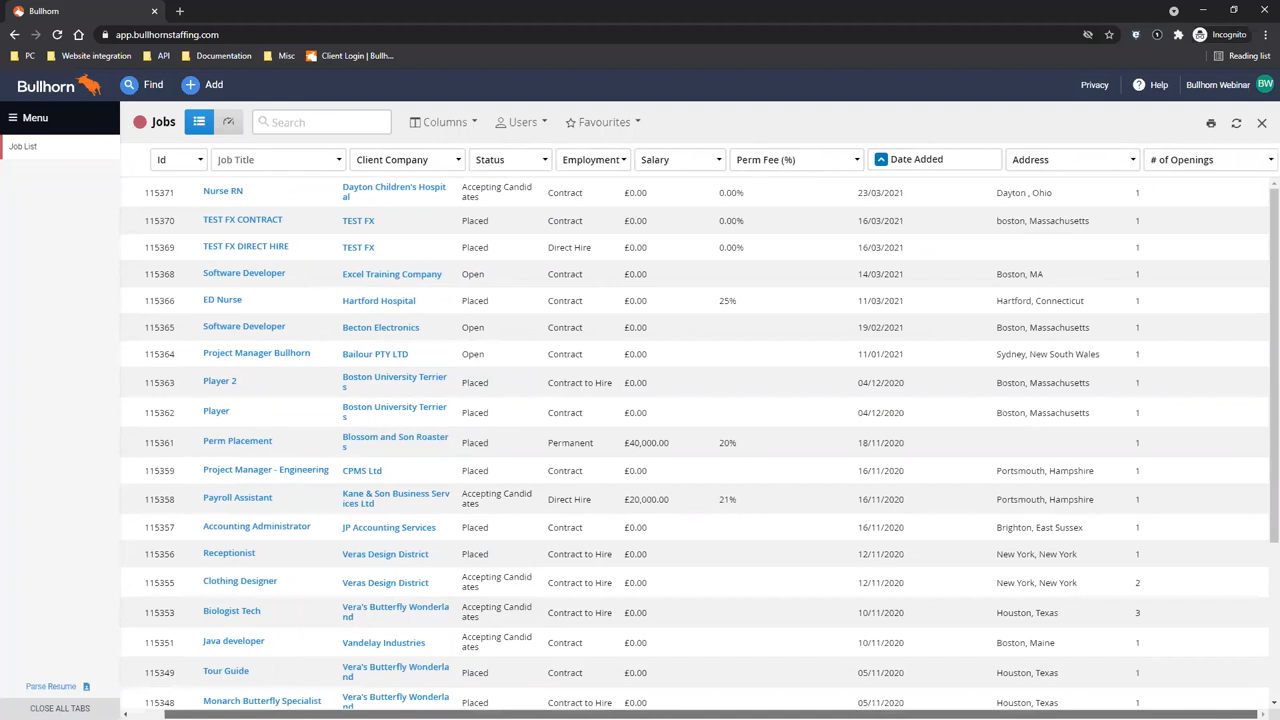 Bullhorn
app.bullhornstaffing.com
Incognito
PC
Website integration
API
Documentation
Misc
Client Login | Bullh...
Reading list
Bullhorn
Find
Add
Privacy
Help
Bullhorn Webinar
BW
Menu
Jobs
Search
Columns
Users
Favourites
Job List
Id
Job Title
Client Company
Status
Employment
Salary
Perm Fee (%)
Date Added
Address
# of Openings
115371 Nurse RN Dayton Children's Hospit Accepting Candid Contract £0.00 0.00% 23/03/2021 Dayton , Ohio 1
al ates
115370 TEST FX CONTRACT TEST FX Placed Contract £0.00 0.00% 16/03/2021 boston, Massachusetts 1
115369 TEST FX DIRECT HIRE TEST FX Placed Direct Hire £0.00 0.00% 16/03/2021 1
115368 Software Developer Excel Training Company Open Contract £0.00 14/03/2021 Boston, MA 1
115366 ED Nurse Hartford Hospital Placed Contract £0.00 25% 11/03/2021 Hartford, Connecticut 1
115365 Software Developer Becton Electronics Open Contract £0.00 19/02/2021 Boston, Massachusetts 1
115364 Project Manager Bullhorn Bailour PTY LTD Open Contract £0.00 11/01/2021 Sydney, New South Wales 1
115363 Player 2 Boston University Terrier Placed Contract to Hire £0.00 04/12/2020 Boston, Massachusetts 1
s
115362 Player Boston University Terrier Placed Contract £0.00 04/12/2020 Boston, Massachusetts 1
s
115361 Perm Placement Blossom and Son Roaster Placed Permanent £40,000.00 20% 18/11/2020 1
s
115359 Project Manager - Engineering CPMS Ltd Placed Contract £0.00 16/11/2020 Portsmouth, Hampshire 1
115358 Payroll Assistant Kane & Son Business Serv Accepting Candid Direct Hire £20,000.00 21% 16/11/2020 Portsmouth, Hampshire 1
ices Ltd ates
115357 Accounting Administrator JP Accounting Services Placed Contract £0.00 16/11/2020 Brighton, East Sussex 1
115356 Receptionist Veras Design District Placed Contract to Hire £0.00 12/11/2020 New York, New York 1
115355 Clothing Designer Veras Design District Accepting Candid Contract to Hire £0.00 12/11/2020 New York, New York 2
ates
115353 Biologist Tech Vera's Butterfly Wonderla Accepting Candid Contract to Hire £0.00 10/11/2020 Houston, Texas 3
nd ates
115351 Java developer Vandelay Industries Accepting Candid Contract £0.00 10/11/2020 Boston, Maine 1
ates
115349 Tour Guide Vera's Butterfly Wonderla Placed Contract £0.00 05/11/2020 Houston, Texas 1
nd
115348 Monarch Butterfly Specialist Vera's Butterfly Wonderla Placed Contract £0.00 05/11/2020 Houston, Texas 1
nd
Parse Resume
CLOSE ALL TABS